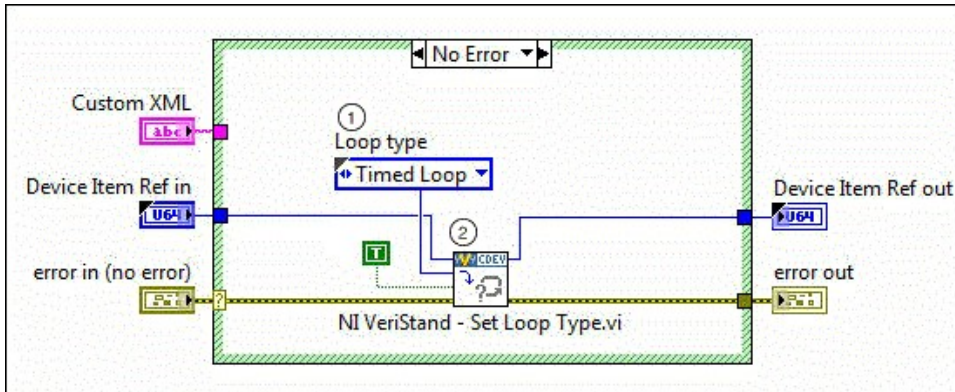 No Error
Custom XML
abc
1
Loop type
Timed Loop
Device Item Ref in
U64
Device Item Ref out
U64
2
T
CDEV
?
error in (no error)
?
error out
NI VeriStand - Set Loop Type.vi